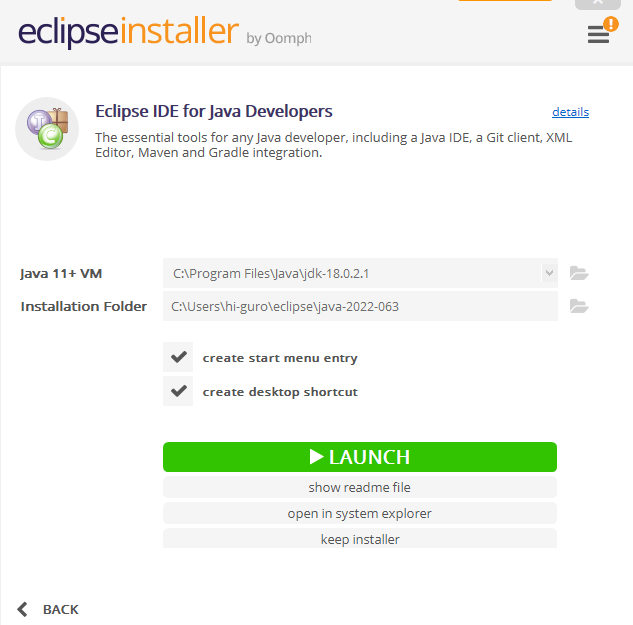 eclipseinstaller by Oomph
Eclipse IDE for Java Developers details
The essential tools for any Java developer, including a Java IDE, a Git client, XML
Editor, Maven and Gradle integration.
Java 11+ VM C:\Program Files\Java\jdk-18.0.2.1
Installation Folder C:\Users\hi-guro\eclipse\java-2022-063
create start menu entry
create desktop shortcut
LAUNCH
show readme file
open in system explorer
keep installer
BACK